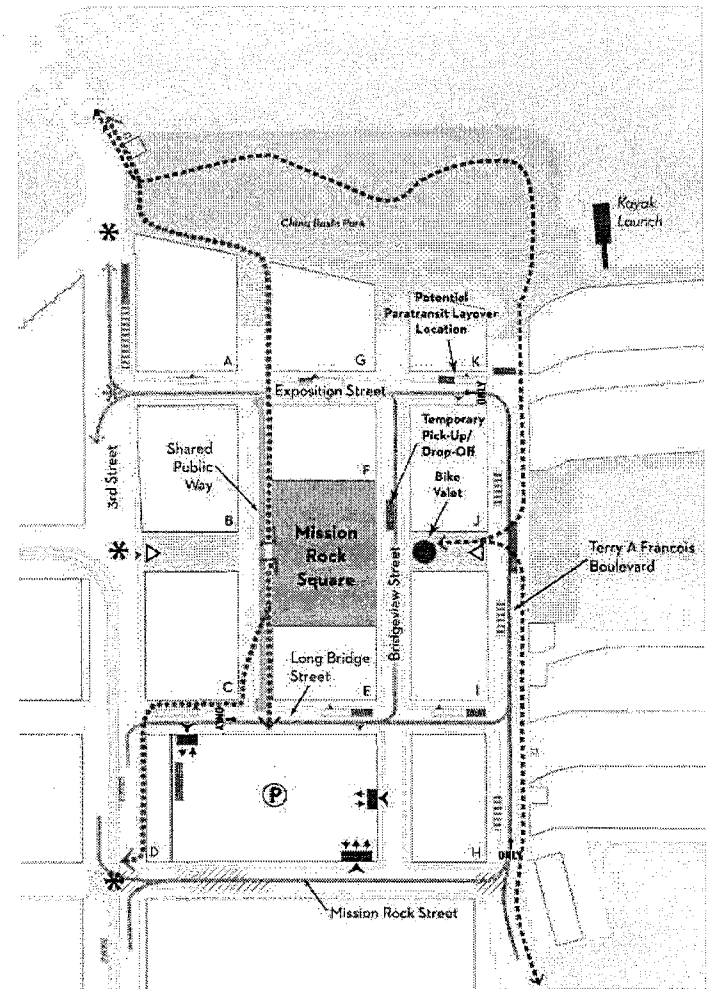 Kayak
Launch
China Basin Park
Potential
Paratransit Layover
Location
A
G
K
Exposition Street
ONLY
Shared
Public
Way
3rd Street
F
Temporary
Pick-Up/
Drop-Off
Bike
Valet
B
J
Mission
Rock
Square
Bridgeview Street
Terry A Francois
Boulevard
Long Bridge
Street
C
E
I
ONLY
P
D
H
ONLY
Mission Rock Street